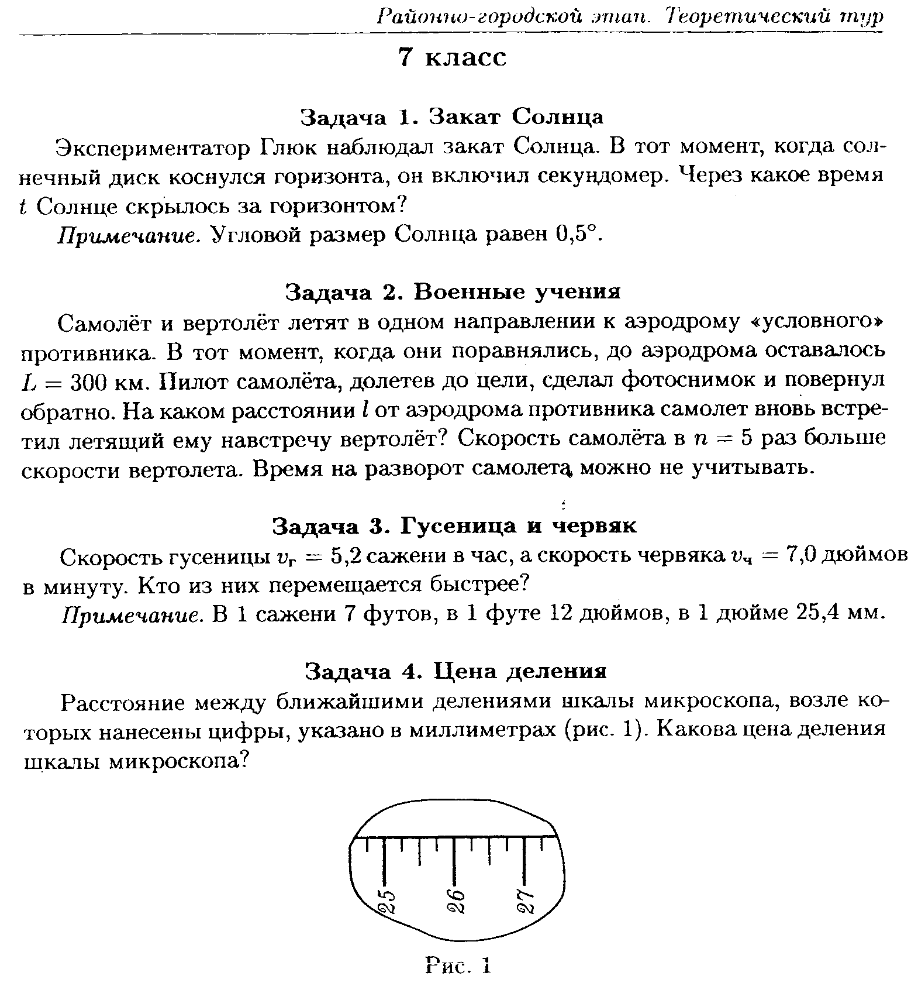 Районно-городской этап. Теоретический тур
7 класс
Задача 1. Закат Солнца
Экспериментатор Глюк наблюдал закат Солнца. В тот момент, когда сол-
нечный диск коснулся горизонта, он включил секундомер. Через какое время
t Солнце скрылось за горизонтом?
Примечание. Угловой размер Солнца равен 0,5°.
Задача 2. Военные учения
Самолёт и вертолёт летят в одном направлении к аэродрому «условного»
противника. В тот момент, когда они поравнялись, до аэродрома оставалось
L = 300 км. Пилот самолёта, долетев до цели, сделал фотоснимок и повернул
обратно. На каком расстоянии l от аэродрома противника самолет вновь встре-
тил летящий ему навстречу вертолёт? Скорость самолёта в n = 5 раз больше
скорости вертолета. Время на разворот самолета можно не учитывать.
Задача 3. Гусеница и червяк
Скорость гусеницы vг = 5,2 сажени в час, а скорость червяка vч = 7,0 дюймов
в минуту. Кто из них перемещается быстрее?
Примечание. В 1 сажени 7 футов, в 1 футе 12 дюймов, в 1 дюйме 25,4 мм.
Задача 4. Цена деления
Расстояние между ближайшими делениями шкалы микроскопа, возле ко-
торых нанесены цифры, указано в миллиметрах (рис. 1). Какова цена деления
шкалы микроскопа?
25 26 27
Рис. 1